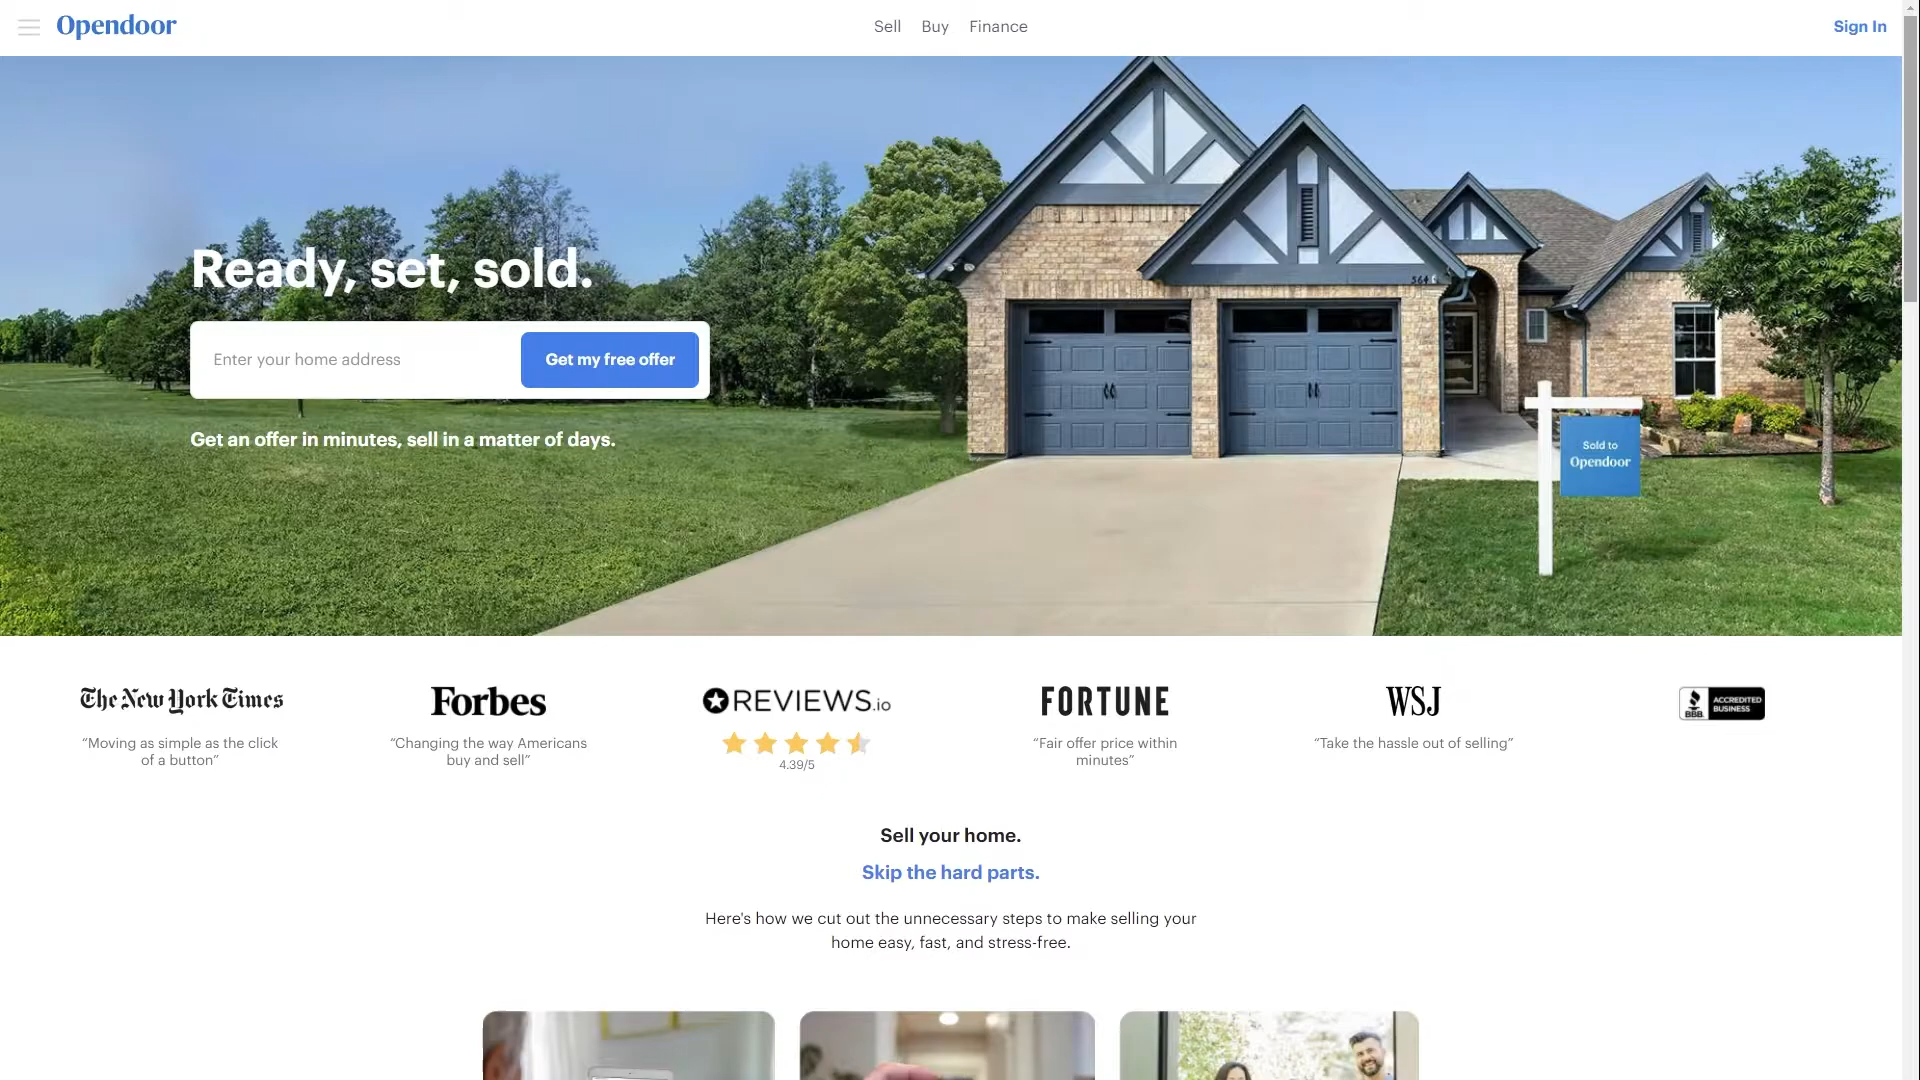 Opendoor
Sell Buy Finance
Sign In
Ready, set, sold.
Enter your home address
Get my free offer
Get an offer in minutes, sell in a matter of days.
564
Sold to
Opendoor
The New York Times
“Moving as simple as the click
of a button”
Forbes
“Changing the way Americans
buy and sell”
REVIEWS.io
4.39/5
FORTUNE
“Fair offer price within
minutes”
WSJ
“Take the hassle out of selling”
BBB
ACCREDITED
BUSINESS
Sell your home.
Skip the hard parts.
Here's how we cut out the unnecessary steps to make selling your
home easy, fast, and stress-free.